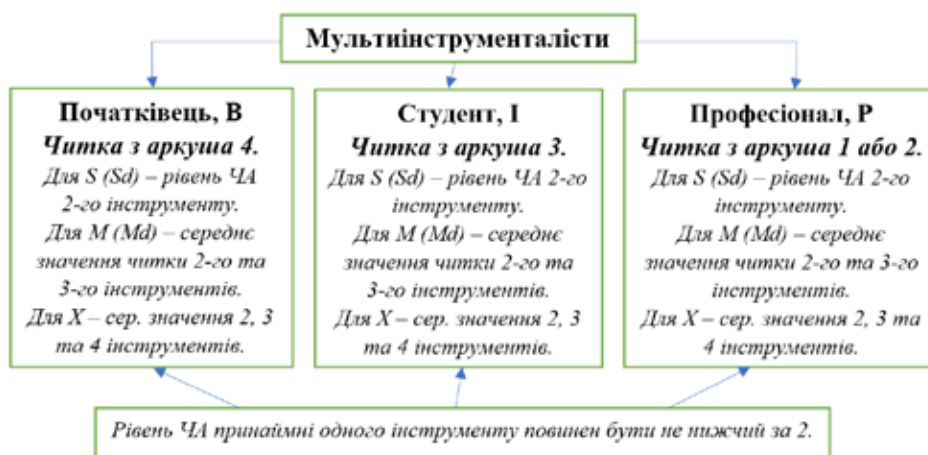 Мультиінструменталісти
Початківець, B
Читка з аркуша 4.
Для S (Sd) – рівень ЧА
2-го інструменту.
Для M (Md) – середнє
значення читки 2-го та
3-го інструментів.
Для X – сер. значення 2, 3
та 4 інструментів.
Студент, I
Читка з аркуша 3.
Для S (Sd) – рівень ЧА 2-го
інструменту.
Для M (Md) – середнє
значення читки 2-го та
3-го інструментів.
Для X – сер. значення 2, 3
та 4 інструментів.
Професіонал, P
Читка з аркуша 1 або 2.
Для S (Sd) – рівень ЧА 2-го
інструменту.
Для M (Md) – середнє
значення читки 2-го та 3-го
інструментів.
Для X – сер. значення 2, 3 та
4 інструментів.
Рівень ЧА принаймні одного інструменту повинен бути не нижчий за 2.